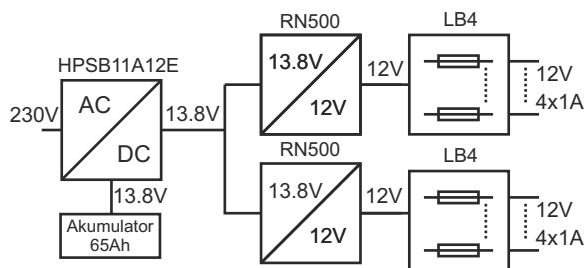 HPSB11A12E
230V
AC
DC
13.8V
13.8V
Akumulator
65Ah
RN500
13.8V
12V
12V
LB4
12V
4x1A
RN500
13.8V
12V
12V
LB4
12V
4x1A